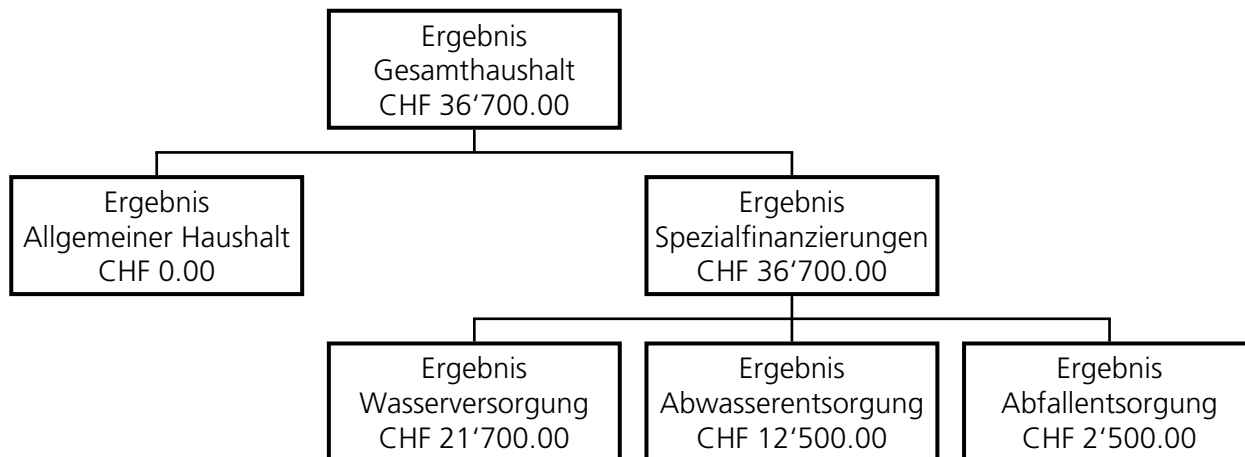 Ergebnis
Gesamthaushalt
CHF 36‘700.00
Ergebnis
Allgemeiner Haushalt
CHF 0.00
Ergebnis
Spezialfinanzierungen
CHF 36‘700.00
Ergebnis
Wasserversorgung
CHF 21‘700.00
Ergebnis
Abwasserentsorgung
CHF 12‘500.00
Ergebnis
Abfallentsorgung
CHF 2‘500.00